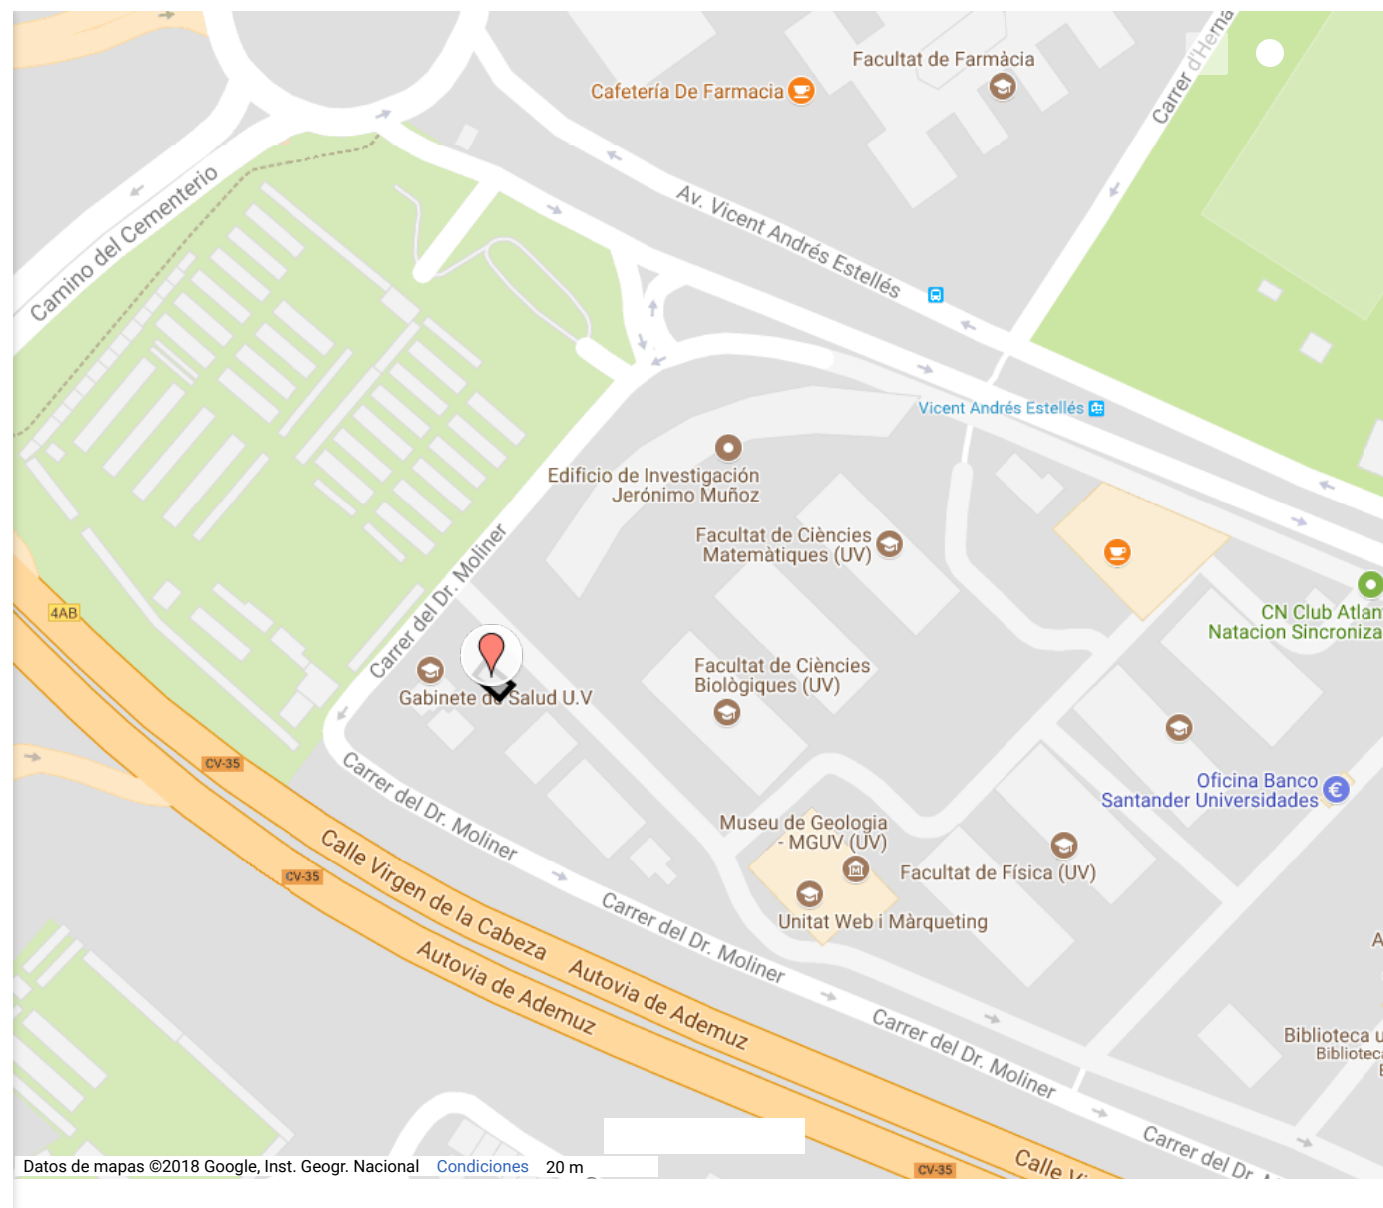 Facultat de Farmàcia
Cafetería De Farmacia
Carrer d'Herna
Camino del Cementerio
Av. Vicent Andrés Estellés
Vicent Andrés Estellés
Edificio de Investigación
Jerónimo Muñoz
Facultat de Ciències
Matemàtiques (UV)
Carrer del Dr. Moliner
4AB
CN Club Atlan
Natacion Sincroniza
Facultat de Ciències
Biològiques (UV)
Gabinete de Salud U.V
CV-35
Carrer del Dr. Moliner
Oficina Banco
Santander Universidades
€
Museu de Geologia
- MGUV (UV)
Calle Virgen de la Cabeza
CV-35
Facultat de Física (UV)
Unitat Web i Màrqueting
Carrer del Dr. Moliner
A
Autovia de Ademuz
Autovia de Ademuz
Carrer del Dr. Moliner
Biblioteca u
Biblioteca
E
Carrer del Dr.
Calle Vi
CV-35
Datos de mapas ©2018 Google, Inst. Geogr. Nacional Condiciones 20 m